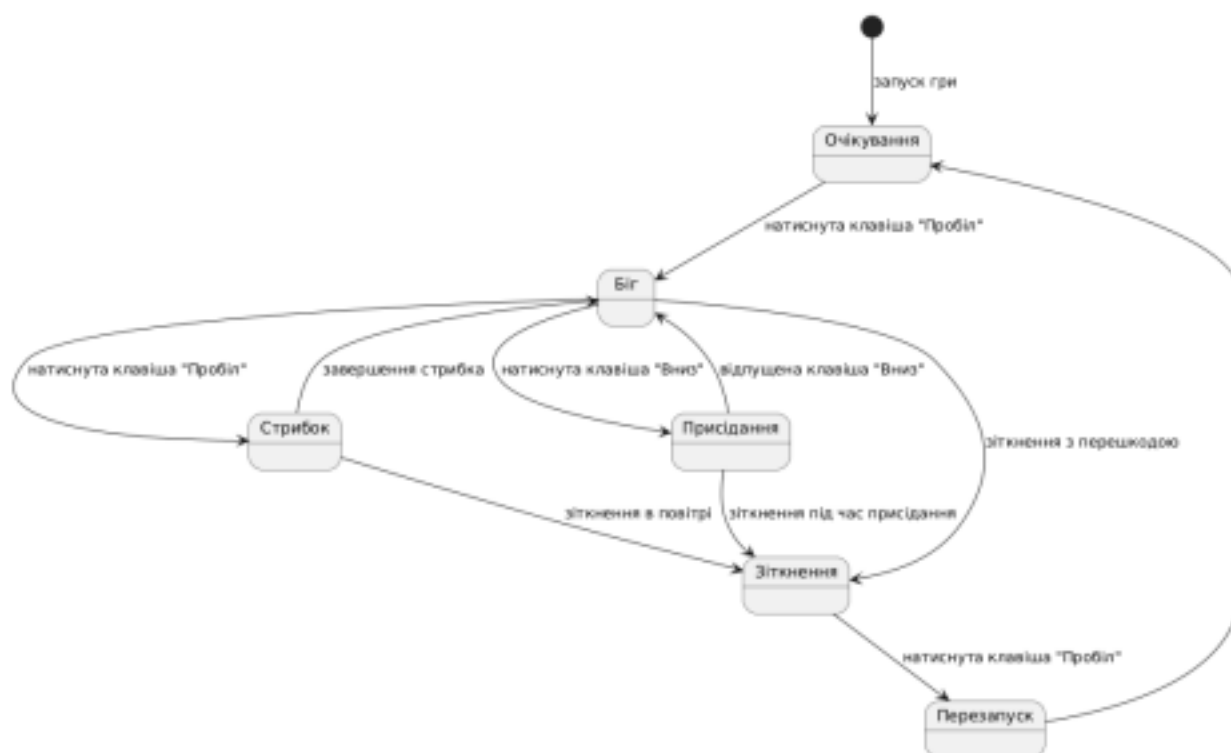 запуск гри
Очікування
натиснута клавіша "Пробіл"
Біг
натиснута клавіша "Пробіл"
завершення стрибка
натиснута клавіша "Вниз"
відпущена клавіша "Вниз"
Стрибок
Присідання
зіткнення з перешкодою
зіткнення в повітрі
зіткнення під час присідання
Зіткнення
натиснута клавіша "Пробіл"
Перезапуск